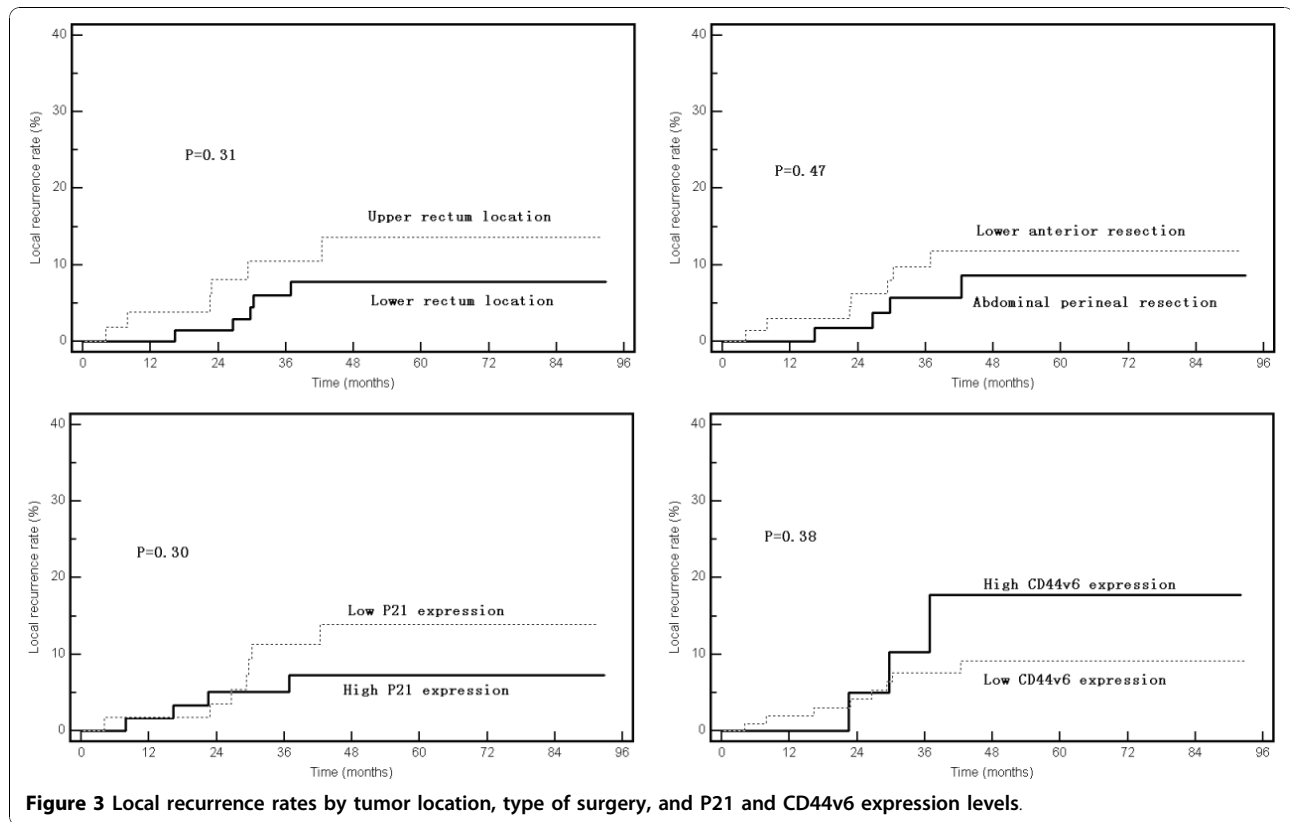 40
30
20
10
0
Local recurrence rate (%)
P=0.31
Upper rectum location
Lower rectum location
0 12 24 36 48 60 72 84 96
Time (months)
40
30
20
10
0
Local recurrence rate (%)
P=0.47
Lower anterior resection
Abdominal perineal resection
0 12 24 36 48 60 72 84 96
Time (months)
40
30
20
10
0
Local recurrence rate (%)
P=0.30
Low P21 expression
High P21 expression
0 12 24 36 48 60 72 84 96
Time (months)
40
30
20
10
0
Local recurrence rate (%)
P=0.38
High CD44v6 expression
Low CD44v6 expression
0 12 24 36 48 60 72 84 96
Time (months)
Figure 3 Local recurrence rates by tumor location, type of surgery, and P21 and CD44v6 expression levels.